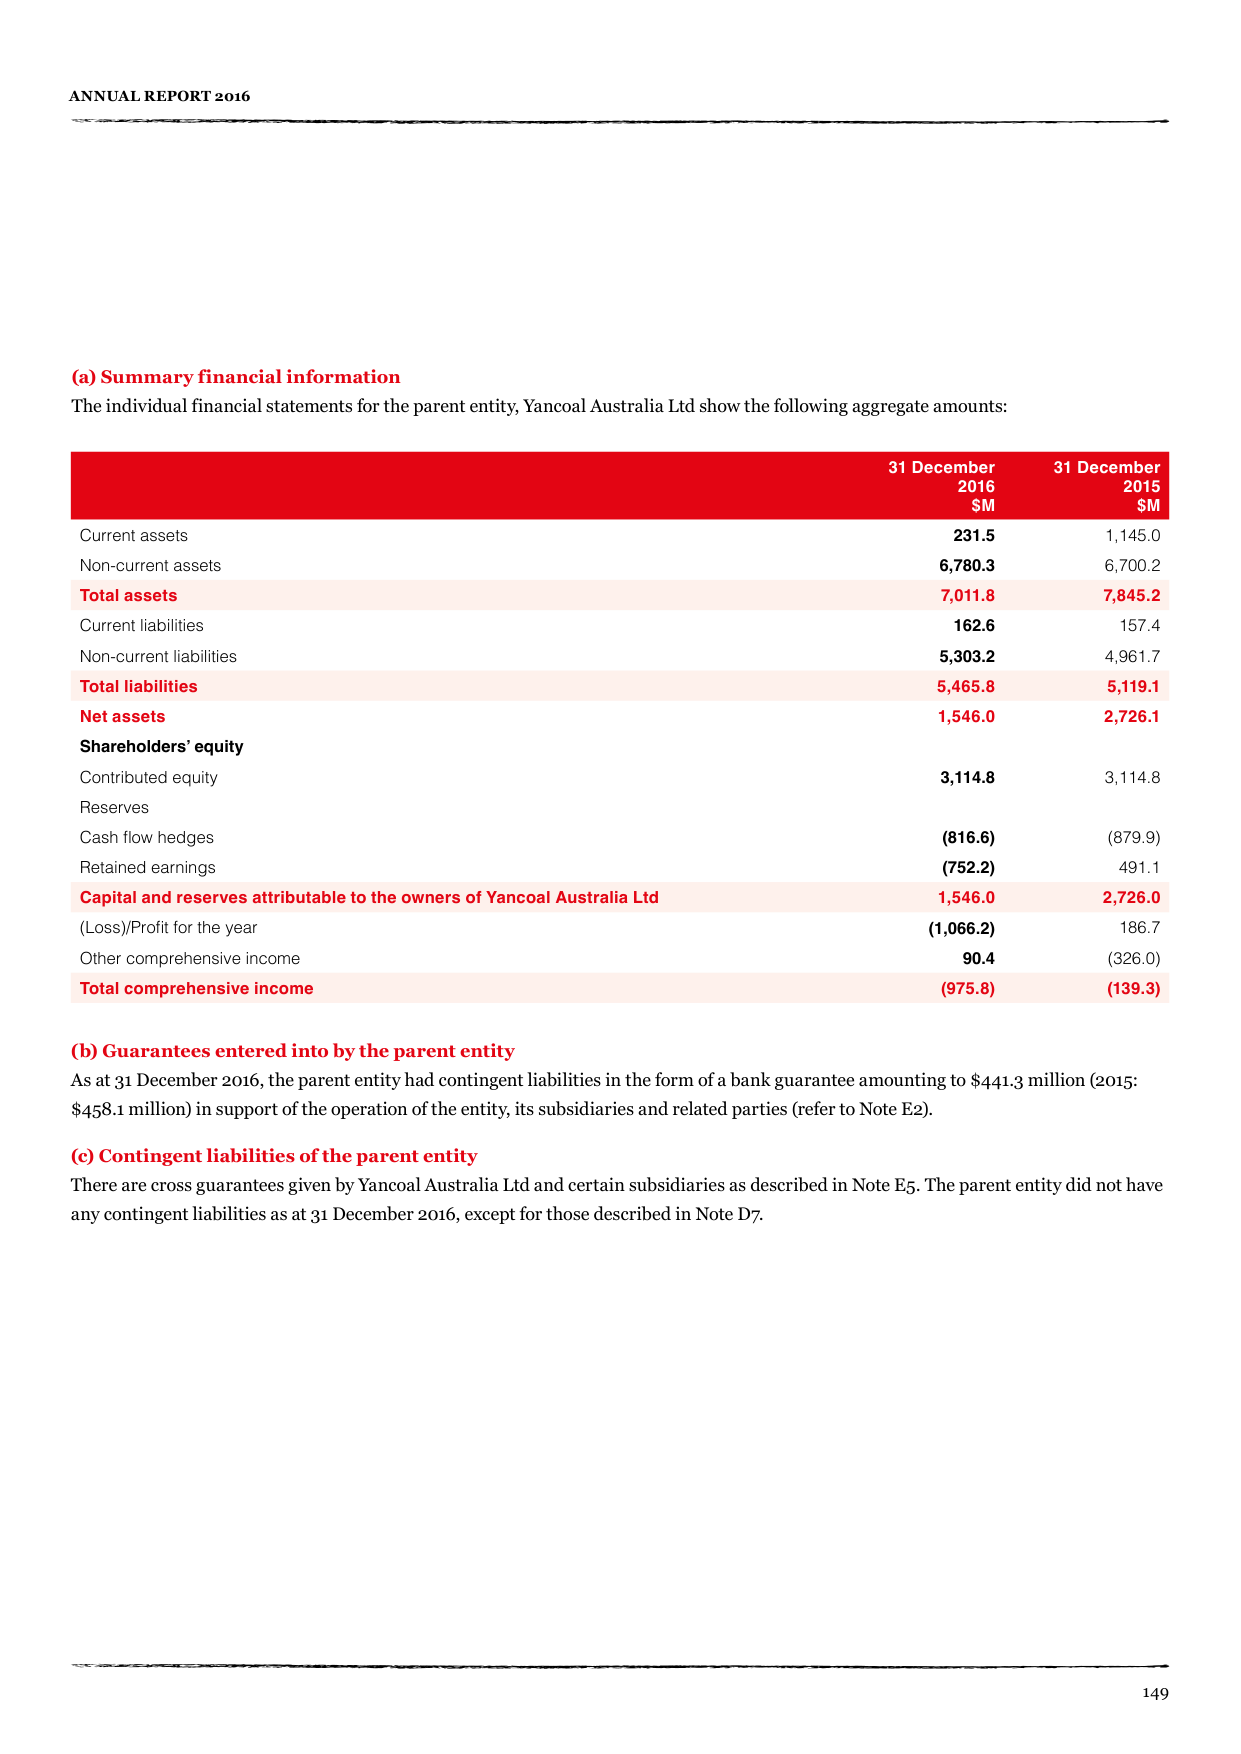 ANNUAL REPORT 2016
(a) Summary financial information
The individual financial statements for the parent entity, Yancoal Australia Ltd show the following aggregate amounts:
31 December 31 December
2016 2015
$M $M
Current assets 231.5 1,145.0
Non-current assets 6,780.3 6,700.2
Total assets 7,011.8 7,845.2
Current liabilities 162.6 157.4
Non-current liabilities 5,303.2 4,961.7
Total liabilities 5,465.8 5,119.1
Net assets 1,546.0 2,726.1
Shareholders’ equity
Contributed equity 3,114.8 3,114.8
Reserves
Cash flow hedges (816.6) (879.9)
Retained earnings (752.2) 491.1
Capital and reserves attributable to the owners of Yancoal Australia Ltd 1,546.0 2,726.0
(Loss)/Profit for the year (1,066.2) 186.7
Other comprehensive income 90.4 (326.0)
Total comprehensive income (975.8) (139.3)
(b) Guarantees entered into by the parent entity
As at 31 December 2016, the parent entity had contingent liabilities in the form of a bank guarantee amounting to $441.3 million (2015:
$458.1 million) in support of the operation of the entity, its subsidiaries and related parties (refer to Note E2).
(c) Contingent liabilities of the parent entity
There are cross guarantees given by Yancoal Australia Ltd and certain subsidiaries as described in Note E5. The parent entity did not have
any contingent liabilities as at 31 December 2016, except for those described in Note D7.
149